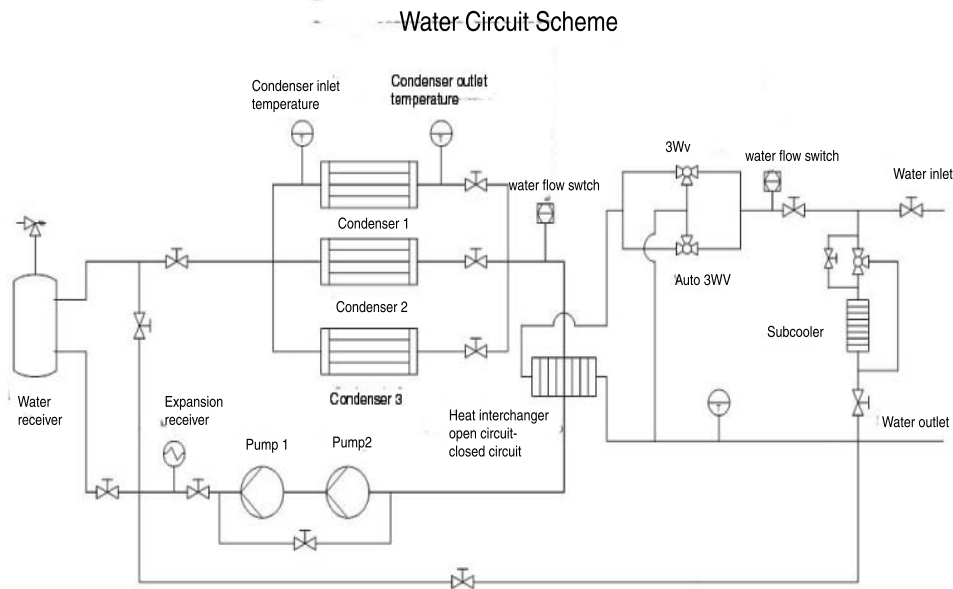 Water Circuit Scheme
Condenser inlet
temperature
Condenser outlet
temperature
T
T
3Wv
water flow switch
Water inlet
water flow swtch
Condenser 1
Auto 3WV
Condenser 2
Subcooler
Condenser 3
Water
receiver
Expansion
receiver
Heat interchanger
open circuit-
closed circuit
T
Water outlet
Pump 1
Pump2